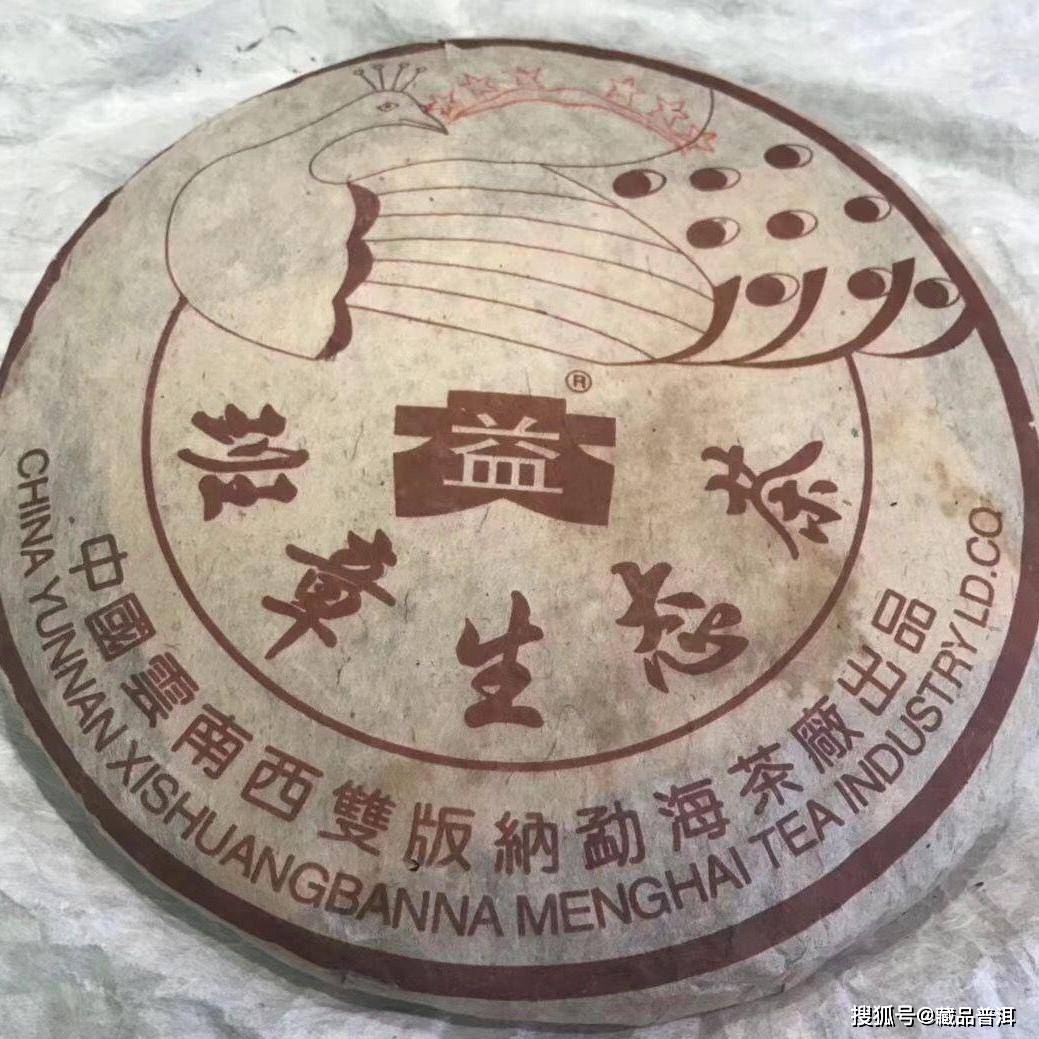 ®
益
班章生态茶
中國雲南西雙版納勐海茶廠出品
CHINA YUNNAN XISHUANGBANNA MENGHAI TEA INDUSTRY LD.CO
搜狐号@藏品普洱